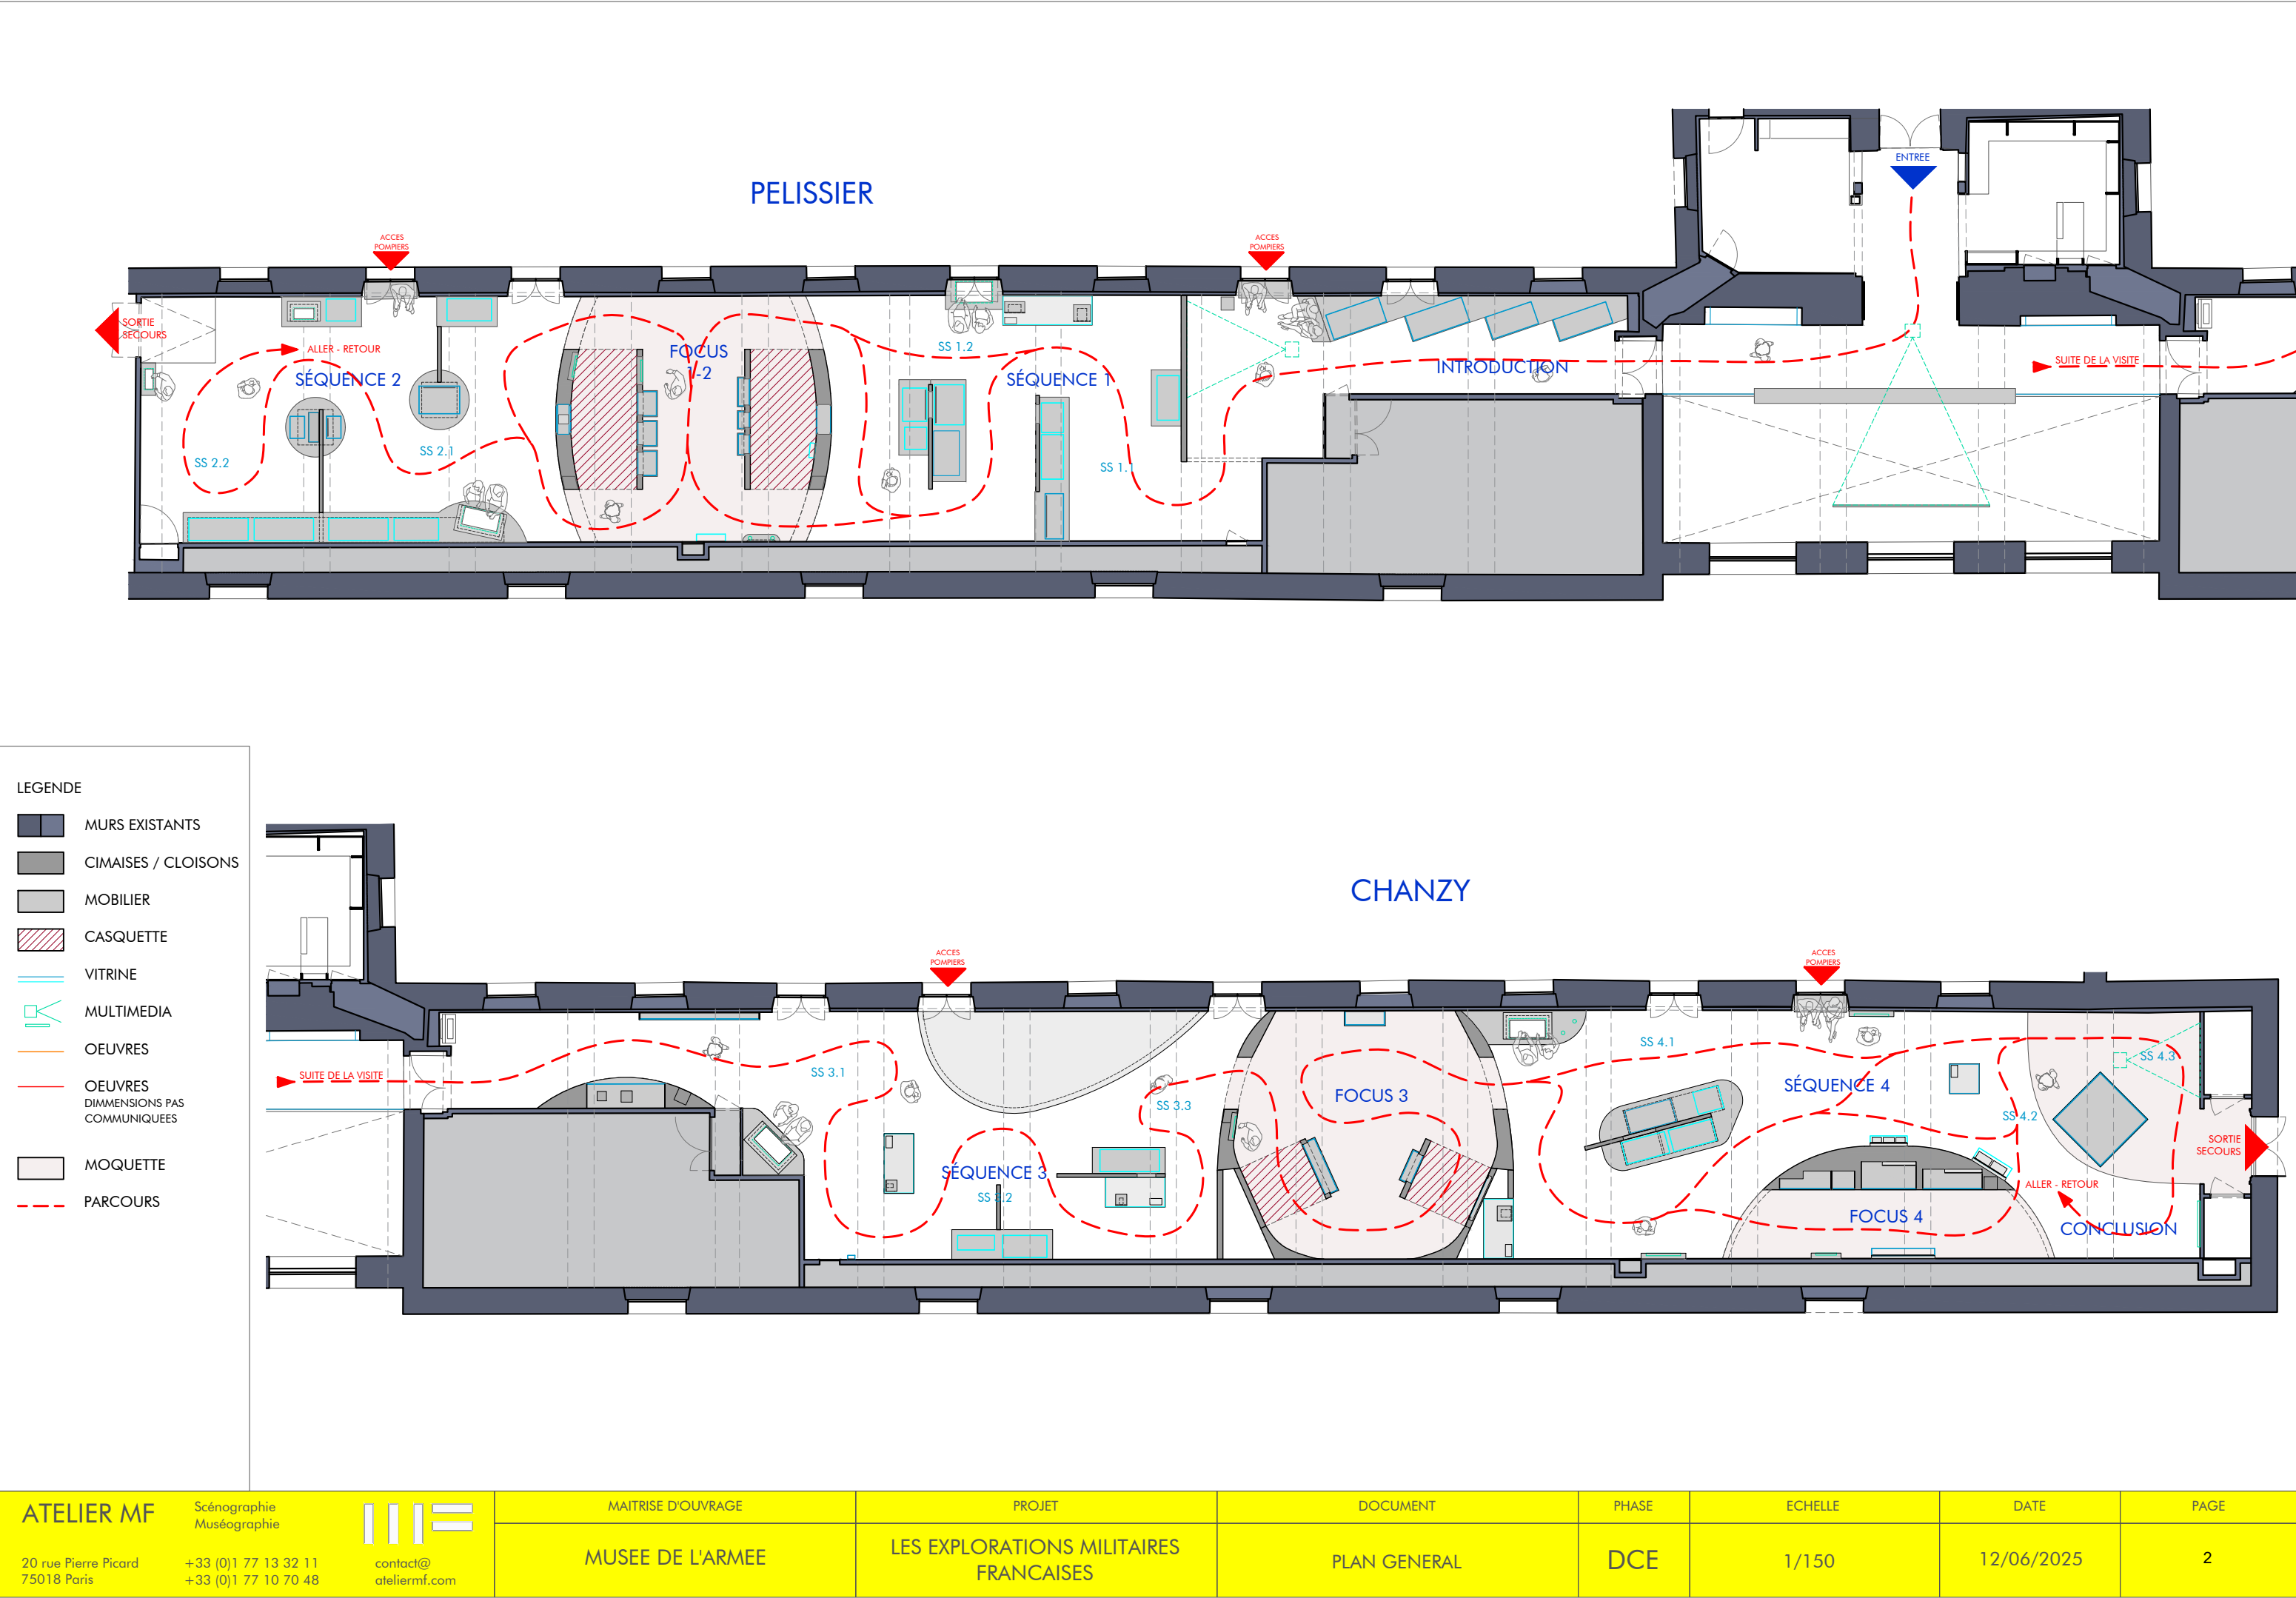 PELISSIER
ENTREE
ACCES
POMPIERS
ACCES
POMPIERS
SORTIE
SECOURS
ALLER - RETOUR
SÉQUENCE 2
FOCUS
1-2
SS 1.2
SÉQUENCE 1
INTRODUCTION
SUITE DE LA VISITE
SS 2.2
SS 2.1
SS 1.1
LEGENDE
MURS EXISTANTS
CIMAISES / CLOISONS
MOBILIER
CASQUETTE
VITRINE
MULTIMEDIA
OEUVRES
OEUVRES
DIMMENSIONS PAS
COMMUNIQUEES
MOQUETTE
PARCOURS
CHANZY
ACCES
POMPIERS
ACCES
POMPIERS
SUITE DE LA VISITE
SS 3.1
SS 3.3
FOCUS 3
SS 4.1
SÉQUENCE 4
SS 4.3
SS 4.2
SÉQUENCE 3
SS 3.2
SORTIE
SECOURS
ALLER - RETOUR
FOCUS 4
CONCLUSION
ATELIER MF
Scénographie
Muséographie
20 rue Pierre Picard
75018 Paris
+33 (0)1 77 13 32 11
+33 (0)1 77 10 70 48
contact@
ateliermf.com
MAITRISE D'OUVRAGE
MUSEE DE L'ARMEE
PROJET
LES EXPLORATIONS MILITAIRES
FRANCAISES
DOCUMENT
PLAN GENERAL
PHASE
DCE
ECHELLE
1/150
DATE
12/06/2025
PAGE
2